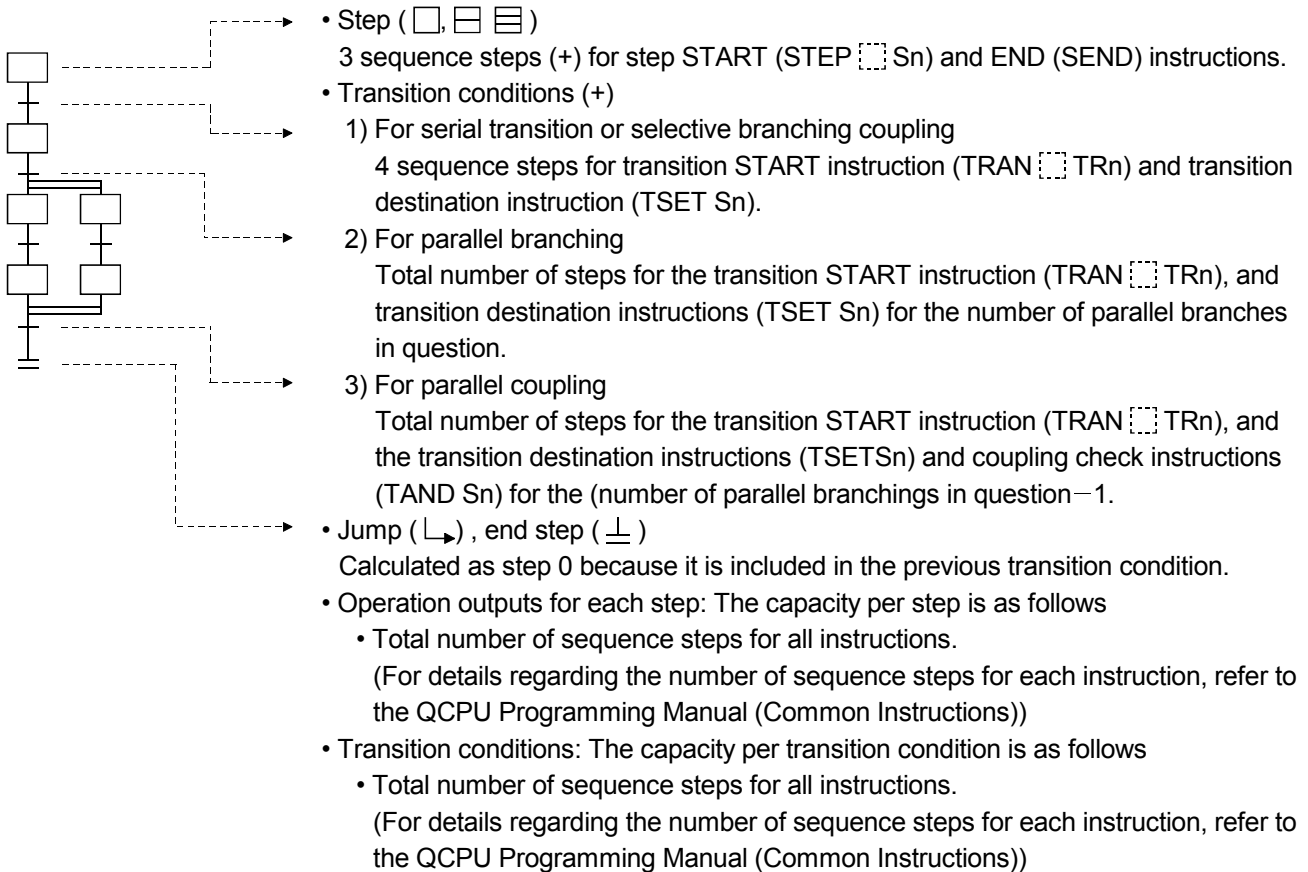 • Step ( □, ⊟ ☰ )
3 sequence steps (+) for step START (STEP ⬚ Sn) and END (SEND) instructions.
• Transition conditions (+)
1) For serial transition or selective branching coupling
4 sequence steps for transition START instruction (TRAN ⬚ TRn) and transition
destination instruction (TSET Sn).
2) For parallel branching
Total number of steps for the transition START instruction (TRAN ⬚ TRn), and
transition destination instructions (TSET Sn) for the number of parallel branches
in question.
3) For parallel coupling
Total number of steps for the transition START instruction (TRAN ⬚ TRn), and
the transition destination instructions (TSETSn) and coupling check instructions
(TAND Sn) for the (number of parallel branchings in question−1.
• Jump ( ↳ ) , end step ( ⊥ )
Calculated as step 0 because it is included in the previous transition condition.
• Operation outputs for each step: The capacity per step is as follows
• Total number of sequence steps for all instructions.
(For details regarding the number of sequence steps for each instruction, refer to
the QCPU Programming Manual (Common Instructions))
• Transition conditions: The capacity per transition condition is as follows
• Total number of sequence steps for all instructions.
(For details regarding the number of sequence steps for each instruction, refer to
the QCPU Programming Manual (Common Instructions))